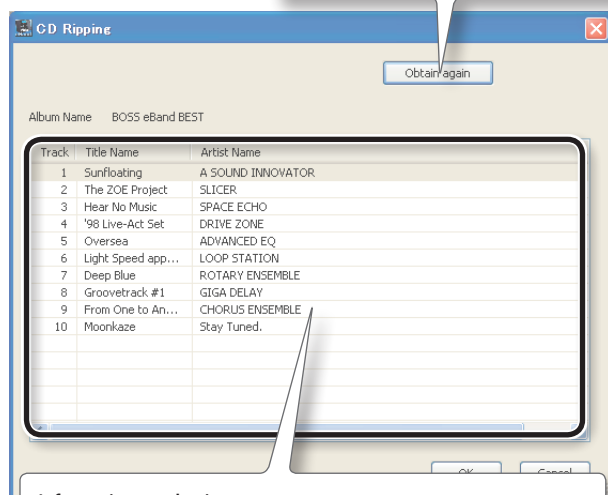 CD Ripping
Obtain again
Album Name BOSS eBand BEST
Track Title Name Artist Name
1 Sunfloating A SOUND INNOVATOR
2 The ZOE Project SLICER
3 Hear No Music SPACE ECHO
4 '98 Live-Act Set DRIVE ZONE
5 Oversea ADVANCED EQ
6 Light Speed app... LOOP STATION
7 Deep Blue ROTARY ENSEMBLE
8 Groovetrack #1 GIGA DELAY
9 From One to An... CHORUS ENSEMBLE
10 Moonkaze Stay Tuned.
OK Cancel